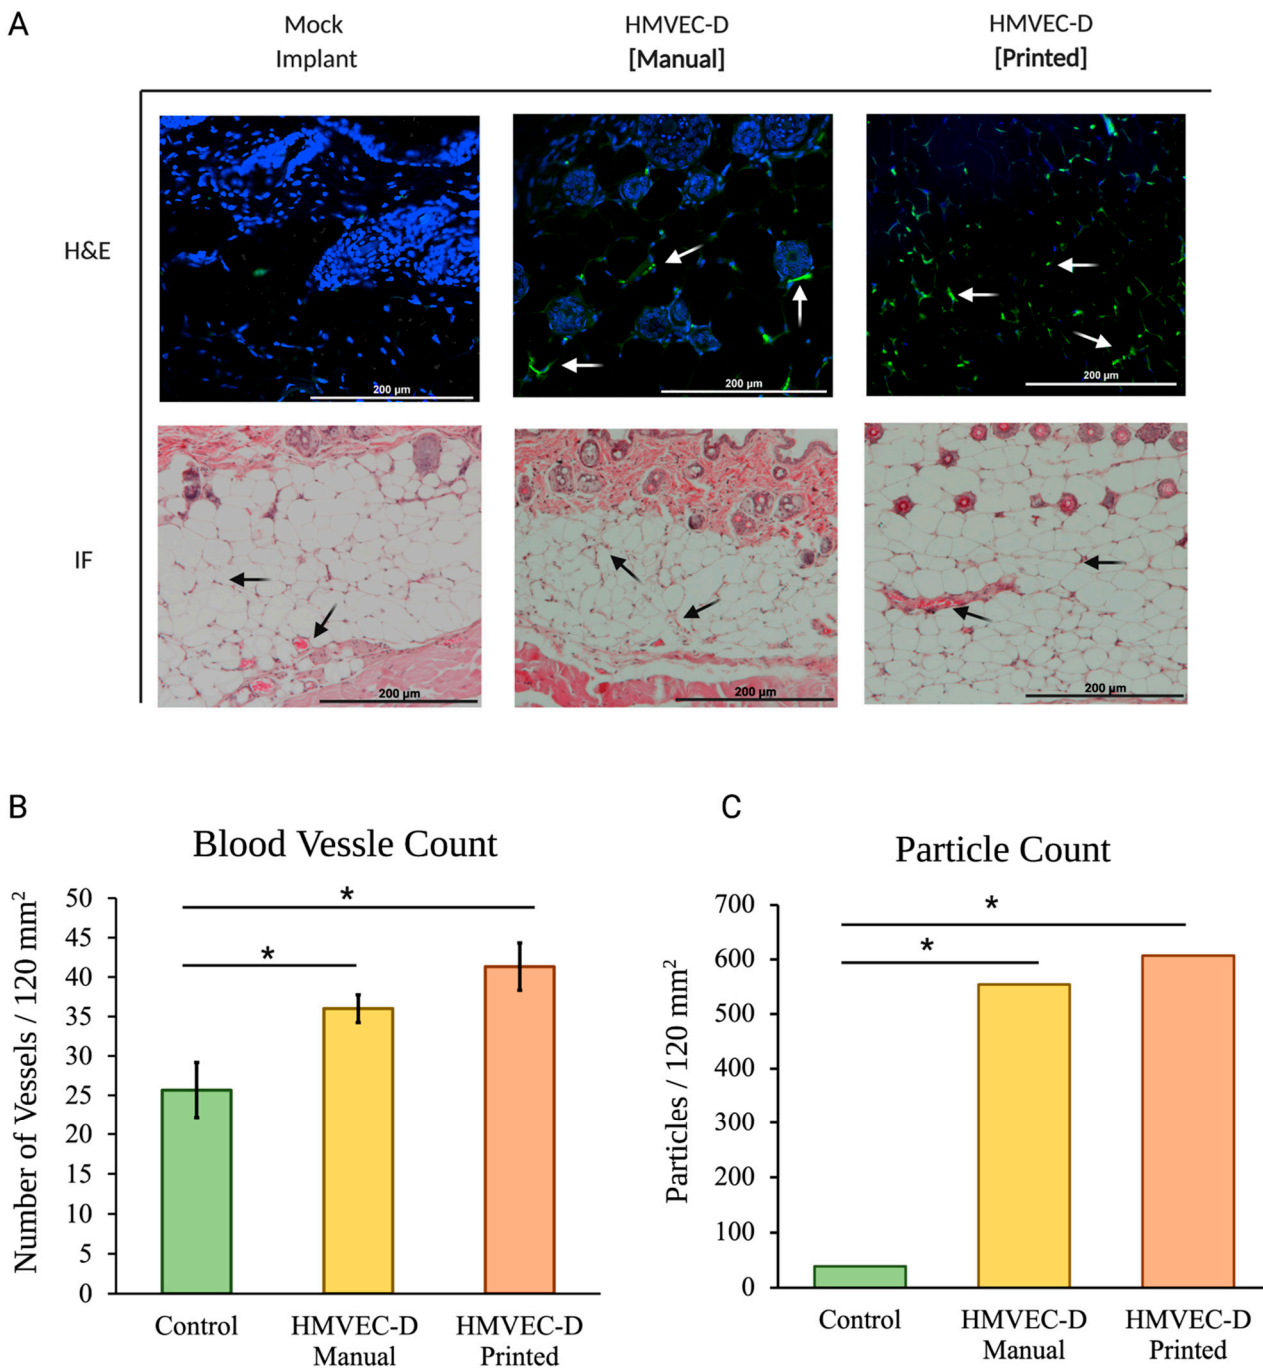 A
Mock
Implant
HMVEC-D
[Manual]
HMVEC-D
[Printed]
H&E
200 µm
200 µm
200 µm
IF
200 µm
200 µm
200 µm
B
Blood Vessle Count
Number of Vessels / 120 mm²
50
45
40
35
30
25
20
15
10
5
0
*
*
Control
HMVEC-D
Manual
HMVEC-D
Printed
C
Particle Count
Particles / 120 mm²
700
600
500
400
300
200
100
0
*
*
Control
HMVEC-D
Manual
HMVEC-D
Printed